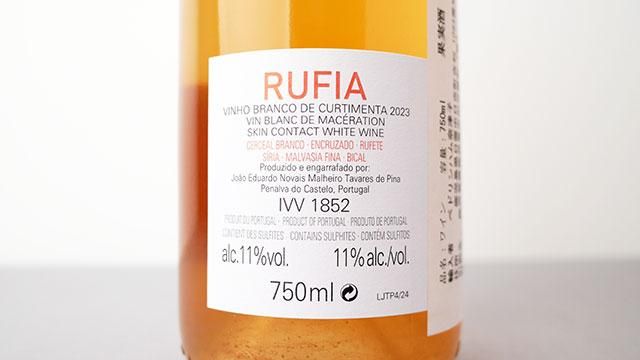 RUFIA
VINHO BRANCO DE CURTIMENTA 2023
VIN BLANC DE MACÉRATION
SKIN CONTACT WHITE WINE
CERCEAL BRANCO · ENCRUZADO · RUFETE
SÍRIA · MALVASIA FINA · BICAL
Produzido e engarrafado por:
João Eduardo Novais Malheiro Tavares de Pina
Penalva do Castelo, Portugal
IVV 1852
PRODUIT DU PORTUGAL · PRODUCT OF PORTUGAL · PRODUTO DE PORTUGAL
CONTIENT DES SULFITES · CONTAINS SULPHITES · CONTÉM SULFITOS
alc.11%vol. 11%alc./vol.
750ml LJTP4/24
果実酒
品名：ワイン 容量：750ml